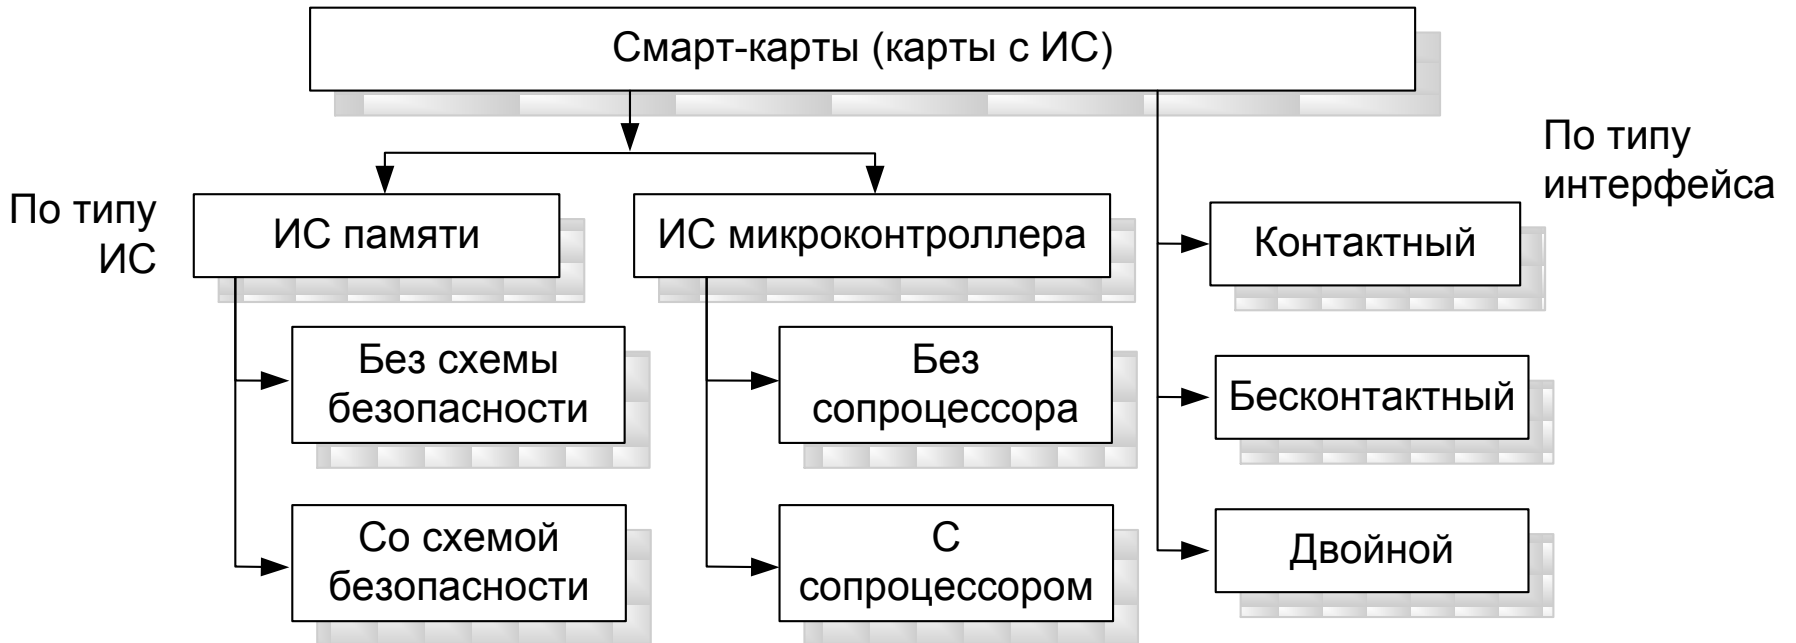 Смарт-карты (карты с ИС)
По типу
ИС
ИС памяти
Без схемы
безопасности
Со схемой
безопасности
ИС микроконтроллера
Без
сопроцессора
С
сопроцессором
По типу
интерфейса
Контактный
Бесконтактный
Двойной